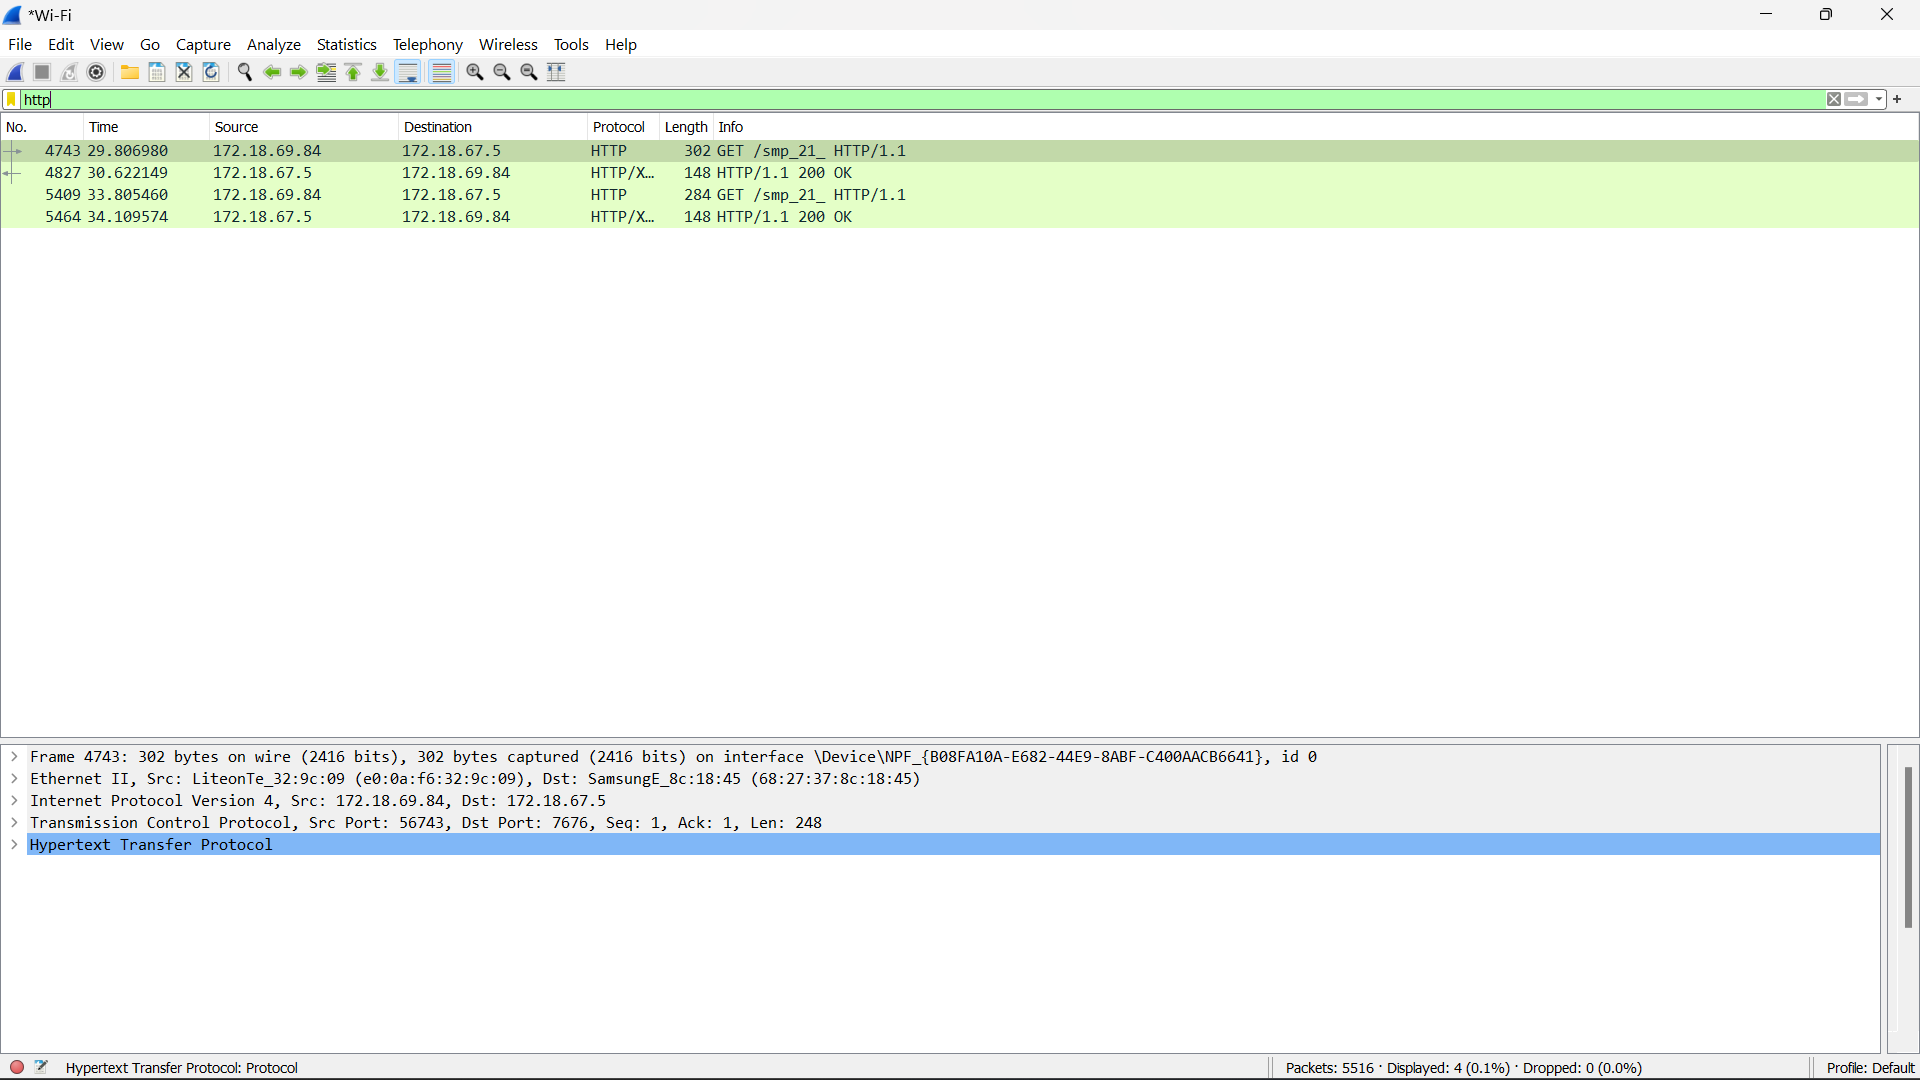 *Wi-Fi
File Edit View Go Capture Analyze Statistics Telephony Wireless Tools Help
http
No. Time Source Destination Protocol Length Info
4743 29.806980 172.18.69.84 172.18.67.5 HTTP 302 GET /smp_21_ HTTP/1.1
4827 30.622149 172.18.67.5 172.18.69.84 HTTP/X… 148 HTTP/1.1 200 OK
5409 33.805460 172.18.69.84 172.18.67.5 HTTP 284 GET /smp_21_ HTTP/1.1
5464 34.109574 172.18.67.5 172.18.69.84 HTTP/X… 148 HTTP/1.1 200 OK
Frame 4743: 302 bytes on wire (2416 bits), 302 bytes captured (2416 bits) on interface \Device\NPF_{B08FA10A-E682-44E9-8ABF-C400AACB6641}, id 0
Ethernet II, Src: LiteonTe_32:9c:09 (e0:0a:f6:32:9c:09), Dst: SamsungE_8c:18:45 (68:27:37:8c:18:45)
Internet Protocol Version 4, Src: 172.18.69.84, Dst: 172.18.67.5
Transmission Control Protocol, Src Port: 56743, Dst Port: 7676, Seq: 1, Ack: 1, Len: 248
Hypertext Transfer Protocol
Hypertext Transfer Protocol: Protocol
Packets: 5516 · Displayed: 4 (0.1%) · Dropped: 0 (0.0%)
Profile: Default